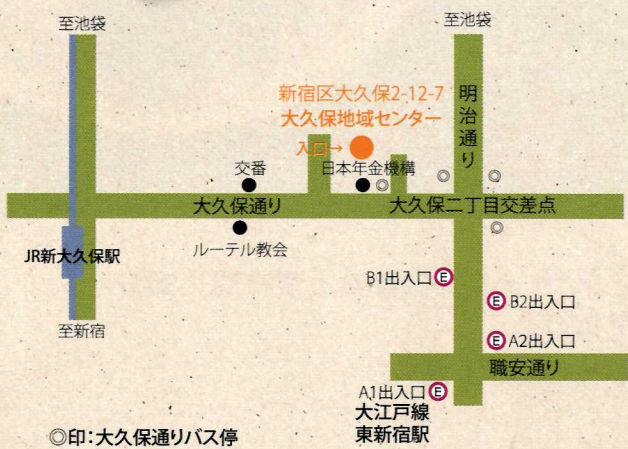 至池袋
至池袋
新宿区大久保2-12-7
大久保地域センター
入口→
明治通り
交番
日本年金機構
大久保通り
大久保二丁目交差点
ルーテル教会
JR新大久保駅
B1出入口 E
E B2出入口
至新宿
E A2出入口
職安通り
A1出入口 E
大江戸線
東新宿駅
◎印:大久保通りバス停